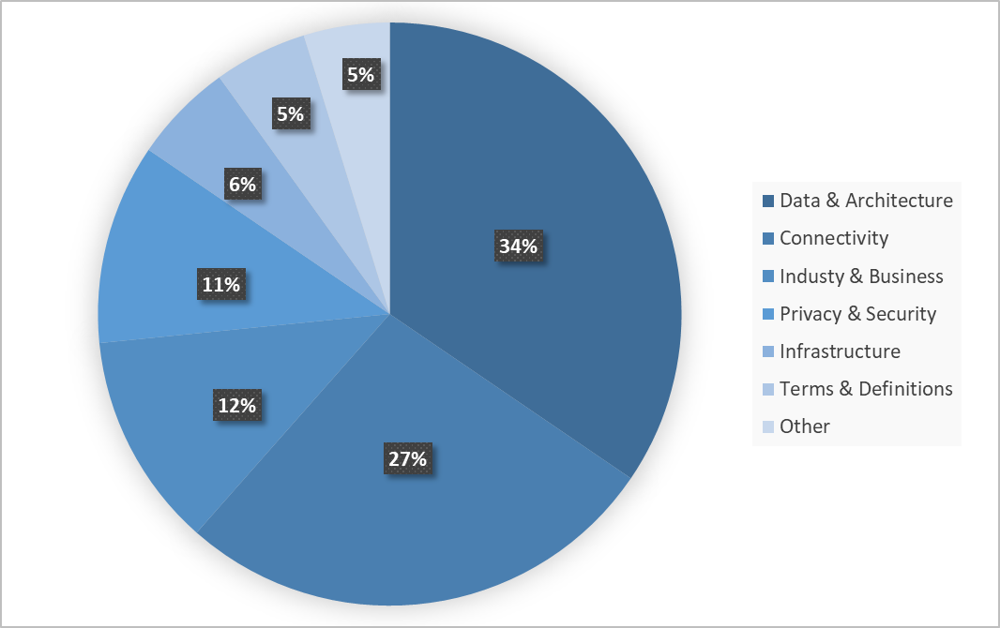 5%
5%
6%
34%
11%
12%
27%
Data & Architecture
Connectivity
Industy & Business
Privacy & Security
Infrastructure
Terms & Definitions
Other